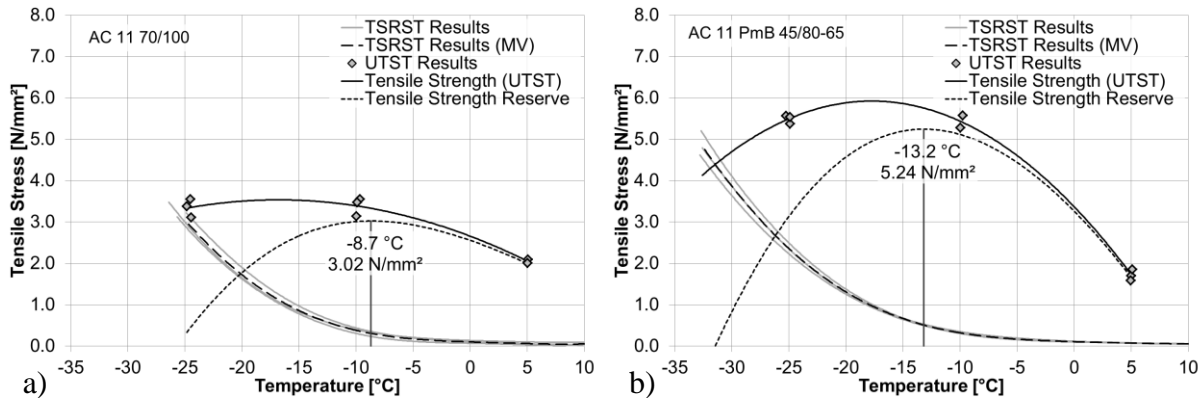 8.0
7.0
6.0
5.0
4.0
3.0
2.0
1.0
0.0
Tensile Stress [N/mm²]
AC 11 70/100
TSRST Results
TSRST Results (MV)
UTST Results
Tensile Strength (UTST)
Tensile Strength Reserve
-8.7 °C
3.02 N/mm²
-35 -30 -25 -20 -15 -10 -5 0 5 10
Temperature [°C]
a)
8.0
7.0
6.0
5.0
4.0
3.0
2.0
1.0
0.0
Tensile Stress [N/mm²]
AC 11 PmB 45/80-65
TSRST Results
TSRST Results (MV)
UTST Results
Tensile Strength (UTST)
Tensile Strength Reserve
-13.2 °C
5.24 N/mm²
-35 -30 -25 -20 -15 -10 -5 0 5 10
Temperature [°C]
b)